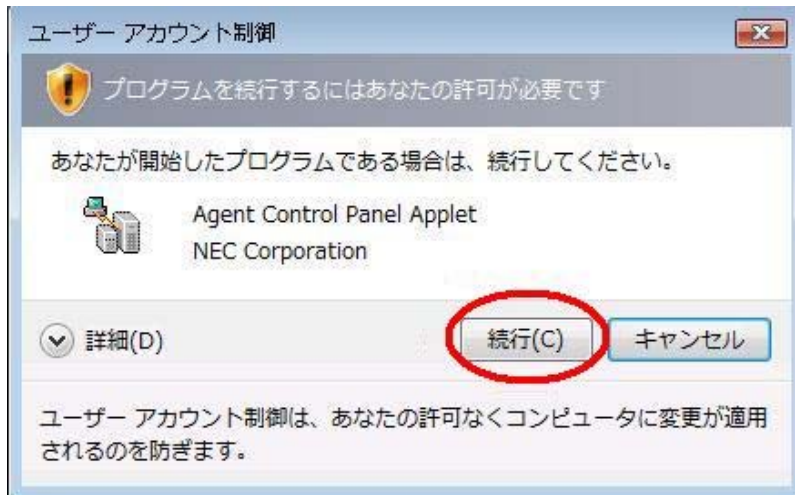 ユーザー アカウント制御
プログラムを続行するにはあなたの許可が必要です
あなたが開始したプログラムである場合は、続行してください。
Agent Control Panel Applet
NEC Corporation
詳細(D)
続行(C)
キャンセル
ユーザー アカウント制御は、あなたの許可なくコンピュータに変更が適用
されるのを防ぎます。